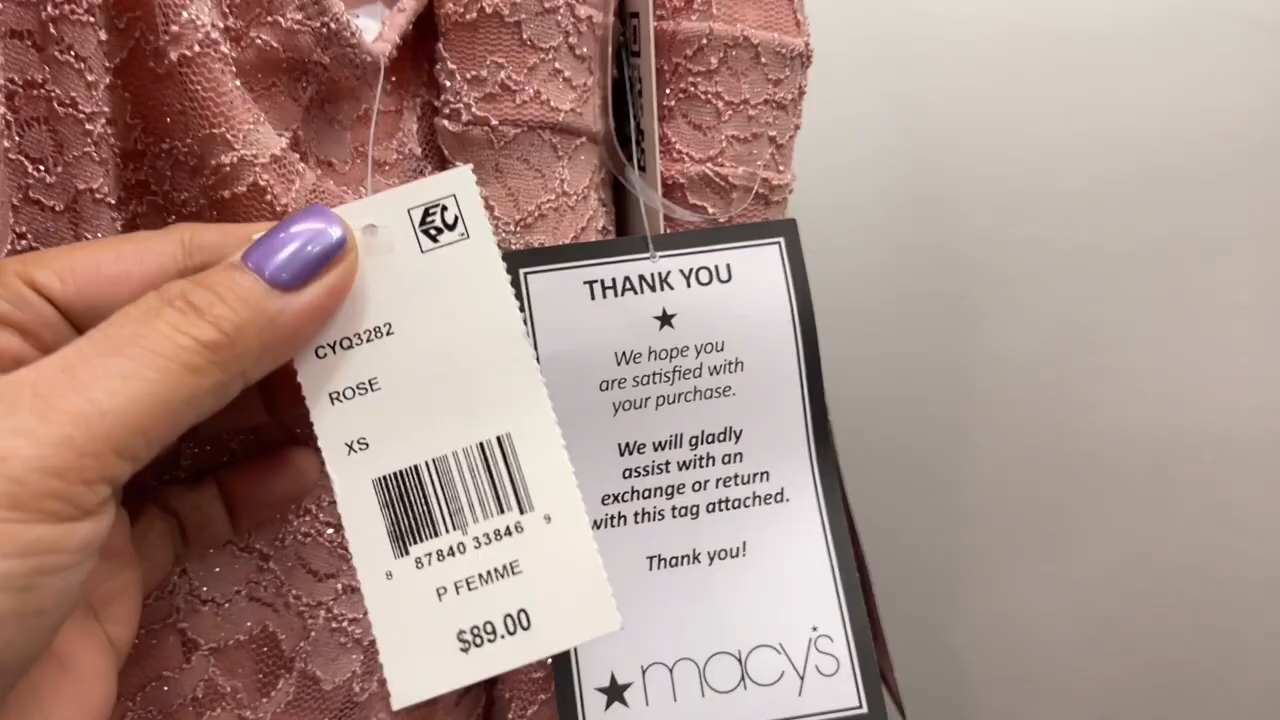 EPC
CYQ3282
ROSE
XS
8 87840 33846 9
P FEMME
$89.00
THANK YOU
We hope you
are satisfied with
your purchase.
We will gladly
assist with an
exchange or return
with this tag attached.
Thank you!
macy's